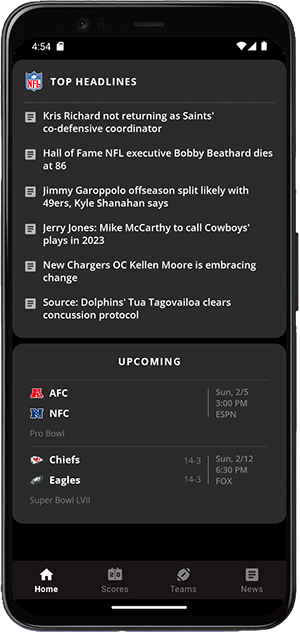 4:54
NFL
TOP HEADLINES
Kris Richard not returning as Saints'
co-defensive coordinator
Hall of Fame NFL executive Bobby Beathard dies
at 86
Jimmy Garoppolo offseason split likely with
49ers, Kyle Shanahan says
Jerry Jones: Mike McCarthy to call Cowboys'
plays in 2023
New Chargers OC Kellen Moore is embracing
change
Source: Dolphins' Tua Tagovailoa clears
concussion protocol
UPCOMING
AFC
NFC
Sun, 2/5
3:00 PM
ESPN
Pro Bowl
Chiefs 14-3
Eagles 14-3
Sun, 2/12
6:30 PM
FOX
Super Bowl LVII
Home Scores Teams News